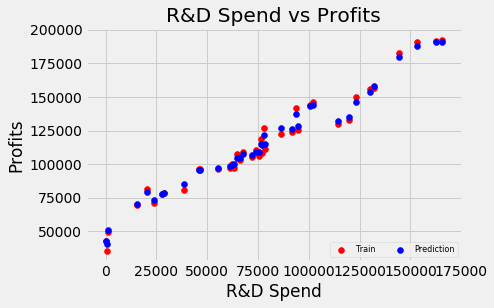 R&D Spend vs Profits
200000
175000
150000
125000
100000
75000
50000
Profits
0 25000 50000 75000 100000 125000 150000 175000
R&D Spend
Train Prediction